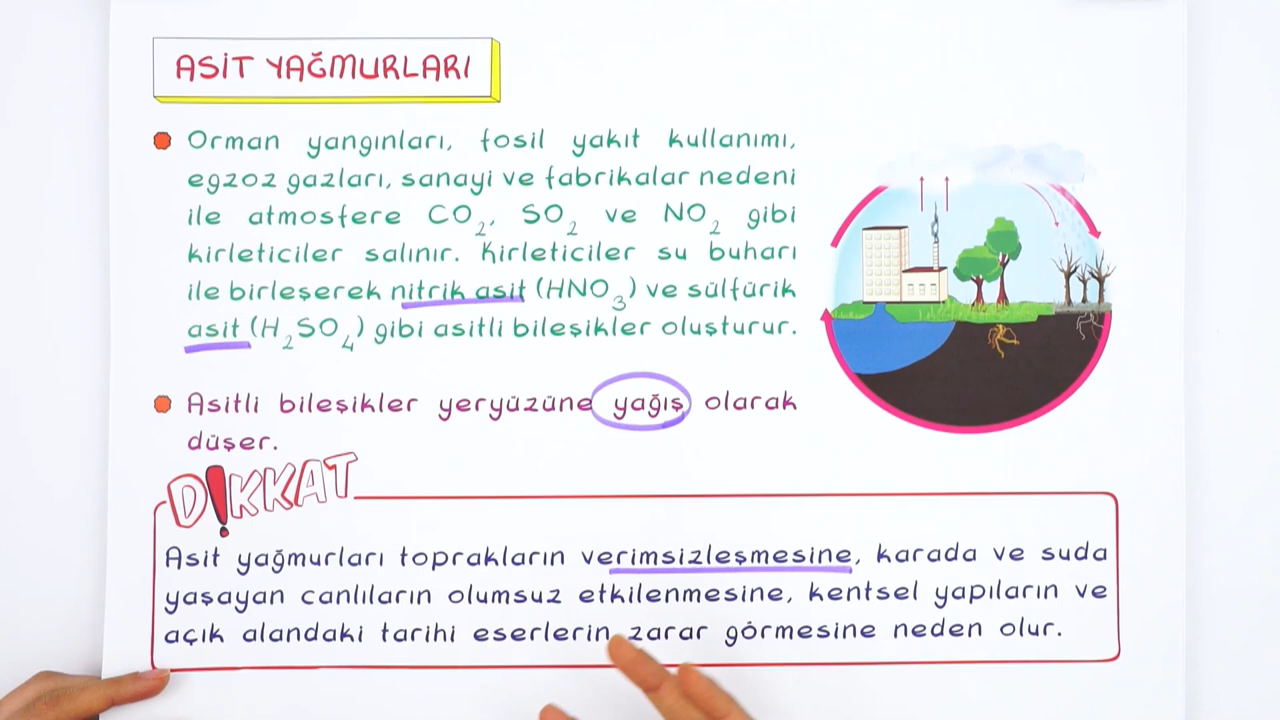 ASİT YAĞMURLARI
Orman yangınları, fosil yakıt kullanımı,
egzoz gazları, sanayi ve fabrikalar nedeni
ile atmosfere CO₂, SO₂ ve NO₂ gibi
kirleticiler salınır. Kirleticiler su buharı
ile birleşerek nitrik asit (HNO₃) ve sülfürik
asit (H₂SO₄) gibi asitli bileşikler oluşturur.
Asitli bileşikler yeryüzüne yağış olarak
düşer.
DİKKAT
Asit yağmurları toprakların verimsizleşmesine, karada ve suda
yaşayan canlıların olumsuz etkilenmesine, kentsel yapıların ve
açık alandaki tarihi eserlerin zarar görmesine neden olur.